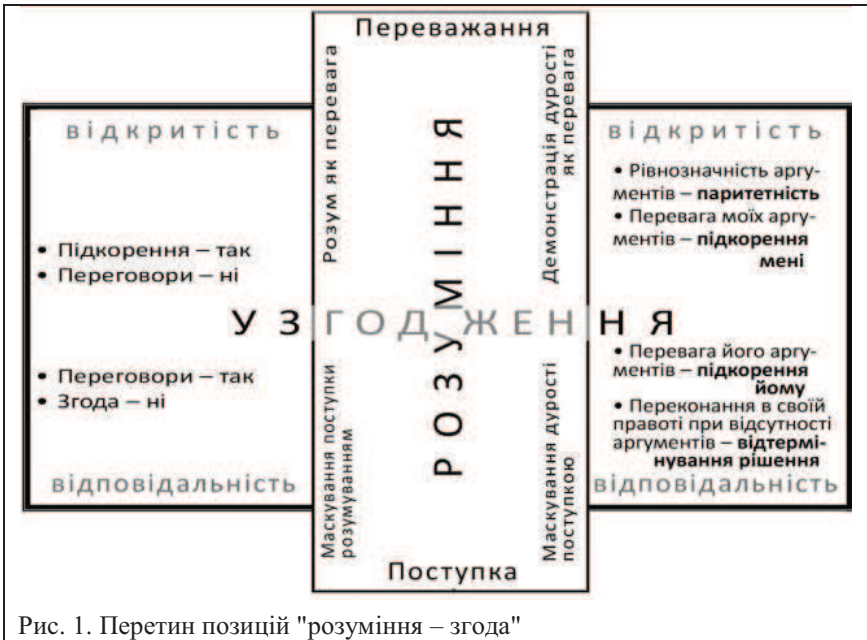 Переважання
Розум як перевага
Демонстрація дурості
як перевага
РОЗУМІННЯ
відкритість
• Підкорення – так
• Переговори – ні
відкритість
• Рівнозначність аргу-
ментів – паритетність
• Перевага моїх аргу-
ментів – підкорення
мені
УЗГОДЖЕННЯ
• Переговори – так
• Згода – ні
відповідальність
Маскування поступки
розумуванням
Маскування дурості
поступкою
• Перевага його аргу-
ментів – підкорення
йому
• Переконання в своїй
правоті при відсутності
аргументів – відтермі-
нування рішення
відповідальність
Поступка
Рис. 1. Перетин позицій "розуміння – згода"